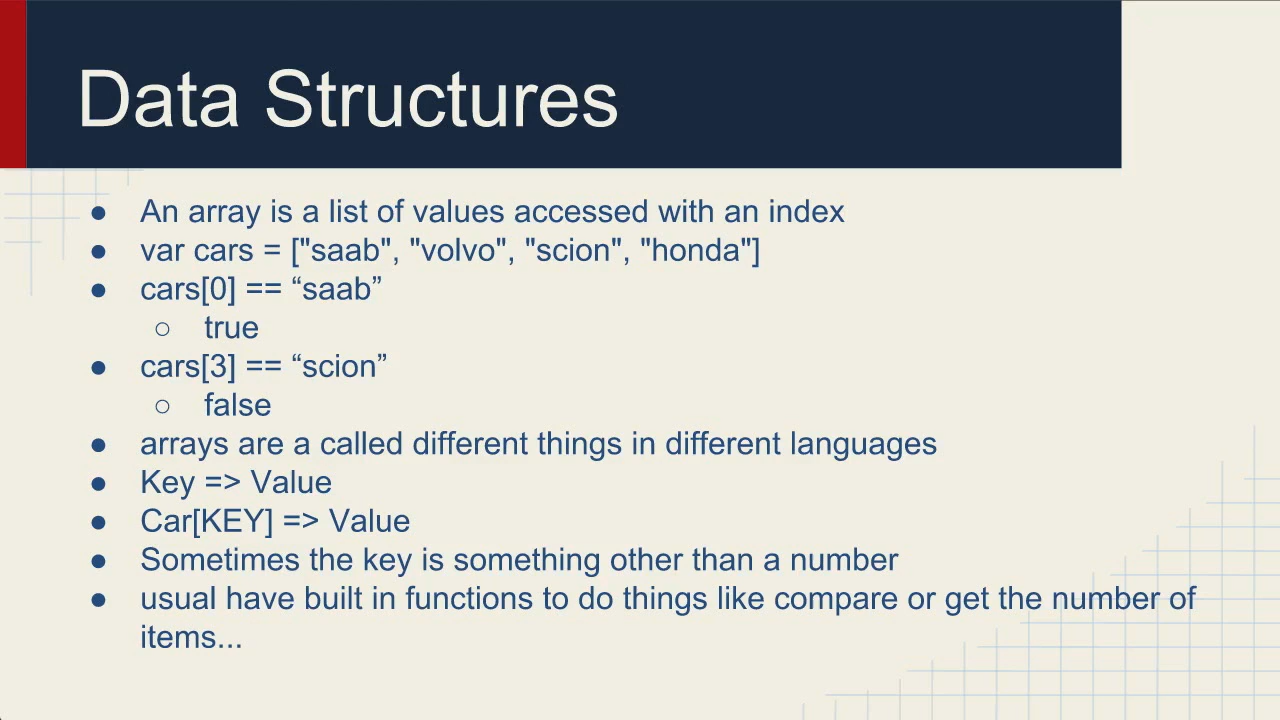 Data Structures
● An array is a list of values accessed with an index
● var cars = ["saab", "volvo", "scion", "honda"]
● cars[0] == “saab”
○ true
● cars[3] == “scion”
○ false
● arrays are a called different things in different languages
● Key => Value
● Car[KEY] => Value
● Sometimes the key is something other than a number
● usual have built in functions to do things like compare or get the number of
items...